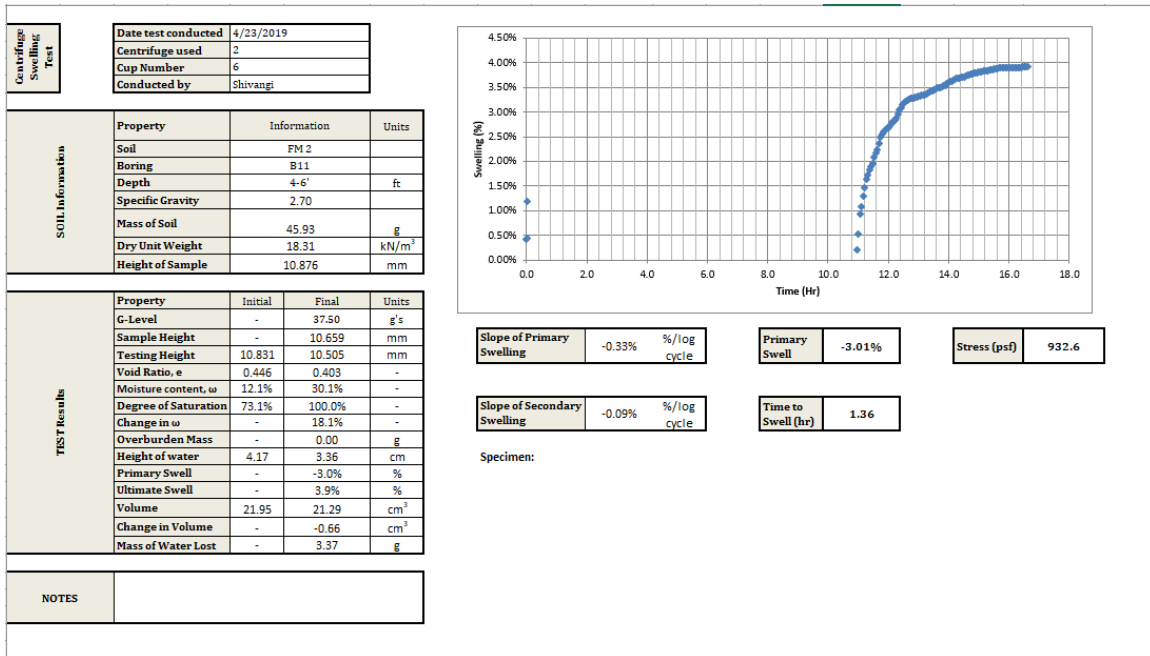 Centrifuge
Swelling
Test
Date test conducted 4/23/2019
Centrifuge used 2
Cup Number 6
Conducted by Shivangi
SOIL Information
Property Information Units
Soil FM 2
Boring B11
Depth 4-6' ft
Specific Gravity 2.70
Mass of Soil 45.93 g
Dry Unit Weight 18.31 kN/m³
Height of Sample 10.876 mm
TEST Results
Property Initial Final Units
G-Level - 37.50 g's
Sample Height - 10.659 mm
Testing Height 10.831 10.505 mm
Void Ratio, e 0.446 0.403 -
Moisture content, ω 12.1% 30.1% -
Degree of Saturation 73.1% 100.0% -
Change in ω - 18.1% -
Overburden Mass - 0.00 g
Height of water 4.17 3.36 cm
Primary Swell - -3.0% %
Ultimate Swell - 3.9% %
Volume 21.95 21.29 cm³
Change in Volume - -0.66 cm³
Mass of Water Lost - 3.37 g
NOTES
Swelling (%)
4.50%
4.00%
3.50%
3.00%
2.50%
2.00%
1.50%
1.00%
0.50%
0.00%
0.0 2.0 4.0 6.0 8.0 10.0 12.0 14.0 16.0 18.0
Time (Hr)
Slope of Primary
Swelling
-0.33%
%/log
cycle
Primary
Swell
-3.01%
Stress (psf)
932.6
Slope of Secondary
Swelling
-0.09%
%/log
cycle
Time to
Swell (hr)
1.36
Specimen: